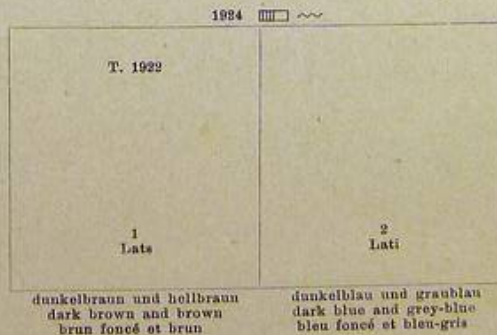 1924
T. 1922
1
Lats
2
Lati
dunkelbraun und hellbraun
dark brown and brown
brun foncé et brun
dunkelblau und graublau
dark blue and grey-blue
bleu foncé et bleu-gris